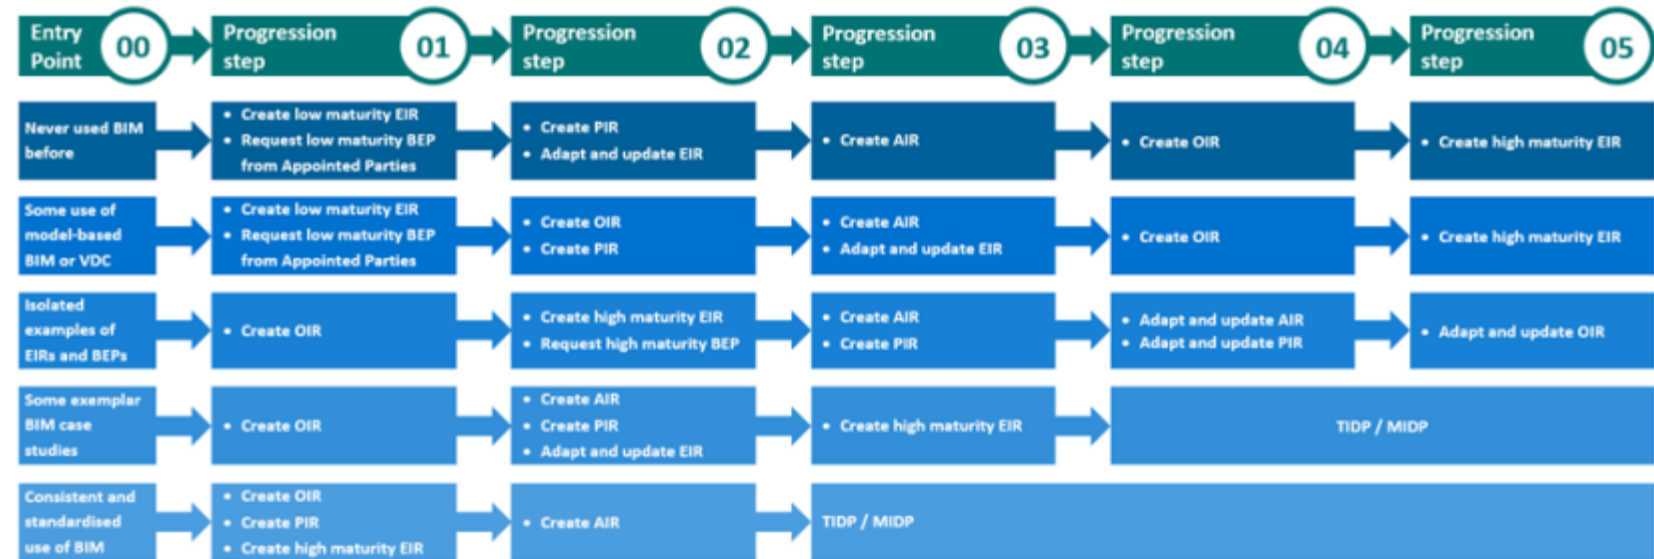 Entry
Point
00
Progression
step
01
Progression
step
02
Progression
step
03
Progression
step
04
Progression
step
05
Never used BIM
before
• Create low maturity EIR
• Request low maturity BEP
from Appointed Parties
• Create PIR
• Adapt and update EIR
• Create AIR
• Create OIR
• Create high maturity EIR
Some use of
model-based
BIM or VDC
• Create low maturity EIR
• Request low maturity BEP
from Appointed Parties
• Create OIR
• Create PIR
• Create AIR
• Adapt and update EIR
• Create OIR
• Create high maturity EIR
Isolated
examples of
EIRs and BEPs
• Create OIR
• Create high maturity EIR
• Request high maturity BEP
• Create AIR
• Create PIR
• Adapt and update AIR
• Adapt and update PIR
• Adapt and update OIR
Some exemplar
BIM case
studies
• Create OIR
• Create AIR
• Create PIR
• Adapt and update EIR
• Create high maturity EIR
TIDP / MIDP
Consistent and
standardised
use of BIM
• Create OIR
• Create PIR
• Create high maturity EIR
• Create AIR
TIDP / MIDP